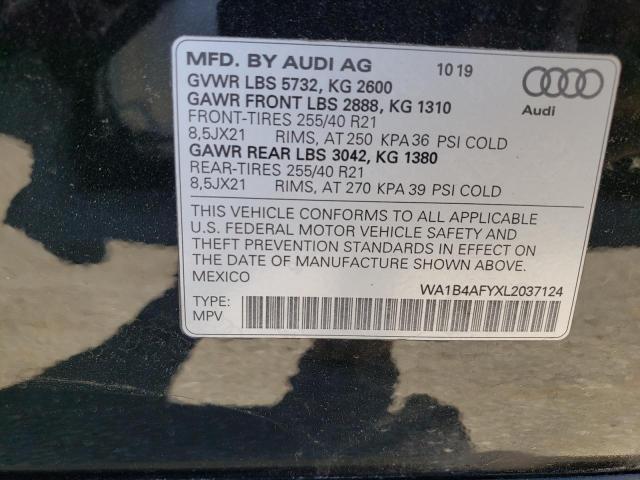 MFD. BY AUDI AG 10 19
GVWR LBS 5732, KG 2600
GAWR FRONT LBS 2888, KG 1310
FRONT-TIRES 255/40 R21
8,5JX21 RIMS, AT 250 KPA 36 PSI COLD
GAWR REAR LBS 3042, KG 1380
REAR-TIRES 255/40 R21
8,5JX21 RIMS, AT 270 KPA 39 PSI COLD
Audi
THIS VEHICLE CONFORMS TO ALL APPLICABLE
U.S. FEDERAL MOTOR VEHICLE SAFETY AND
THEFT PREVENTION STANDARDS IN EFFECT ON
THE DATE OF MANUFACTURE SHOWN ABOVE.
MEXICO WA1B4AFYXL2037124
TYPE:
MPV